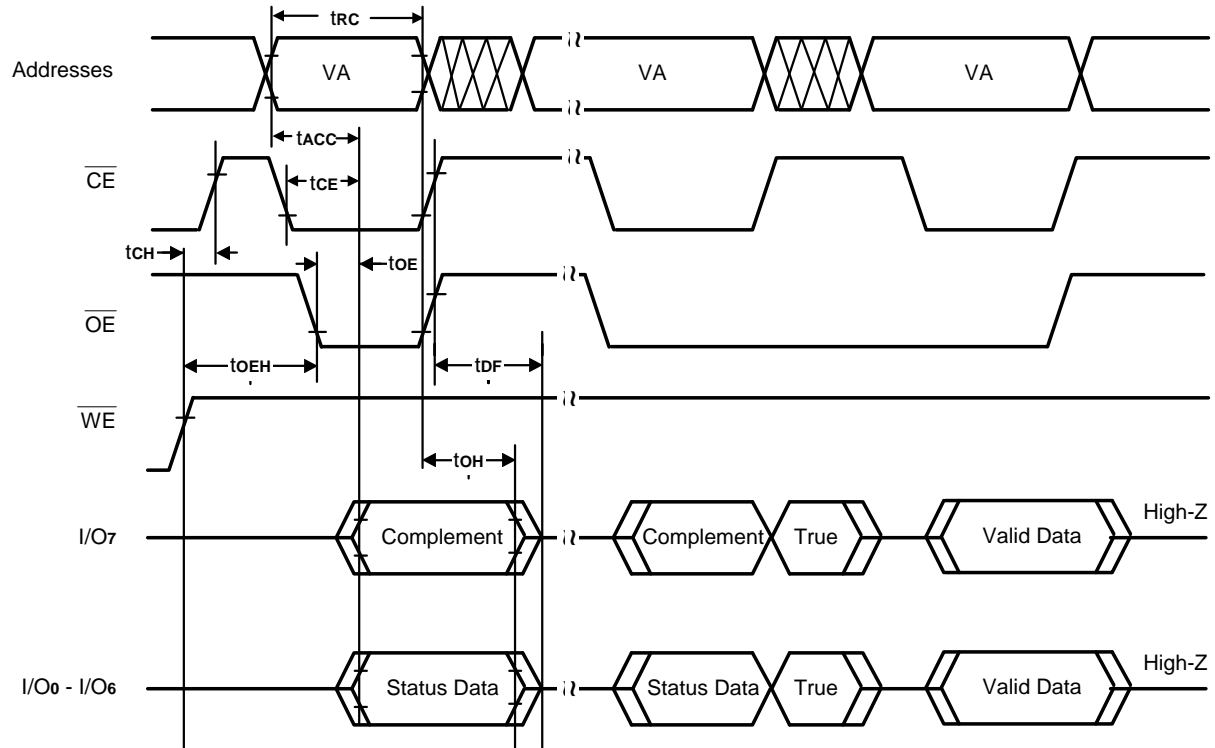 tRC
Addresses VA VA VA
tACC
CE
tCE
tCH
tOE
OE
tOEH tDF
WE
tOH
I/O7 Complement Complement True Valid Data High-Z
I/O0 - I/O6 Status Data Status Data True Valid Data High-Z